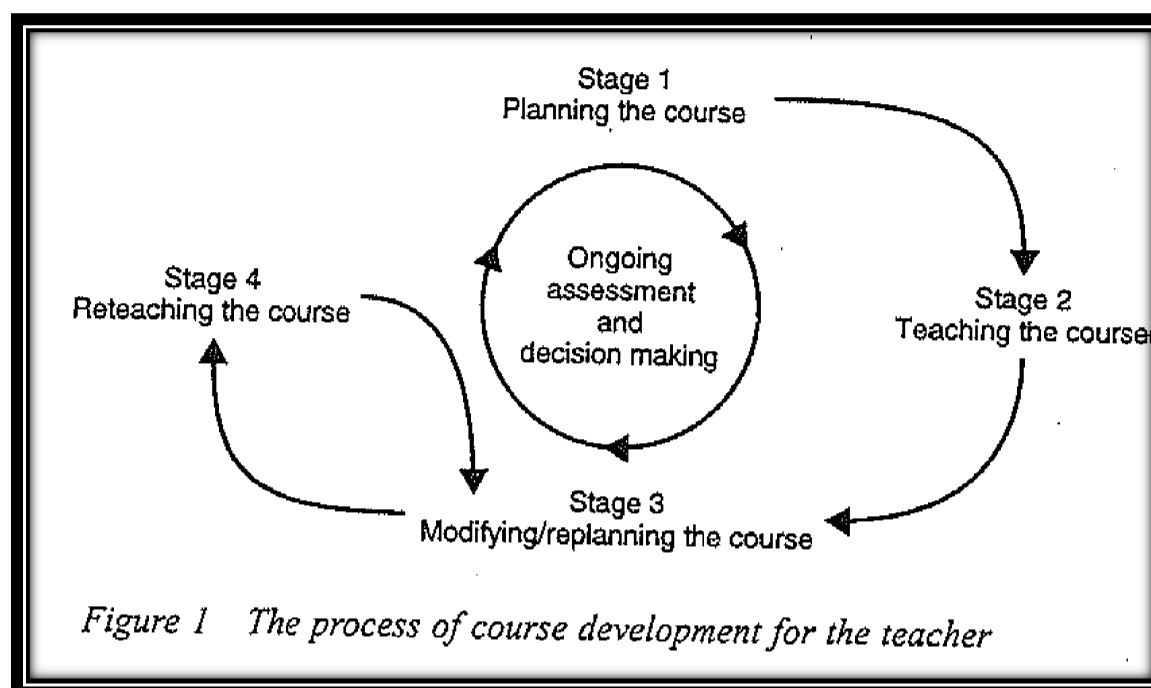 Stage 1
Planning the course
Ongoing
assessment
and
decision making
Stage 4
Reteaching the course
Stage 2
Teaching the course
Stage 3
Modifying/replanning the course
Figure 1 The process of course development for the teacher